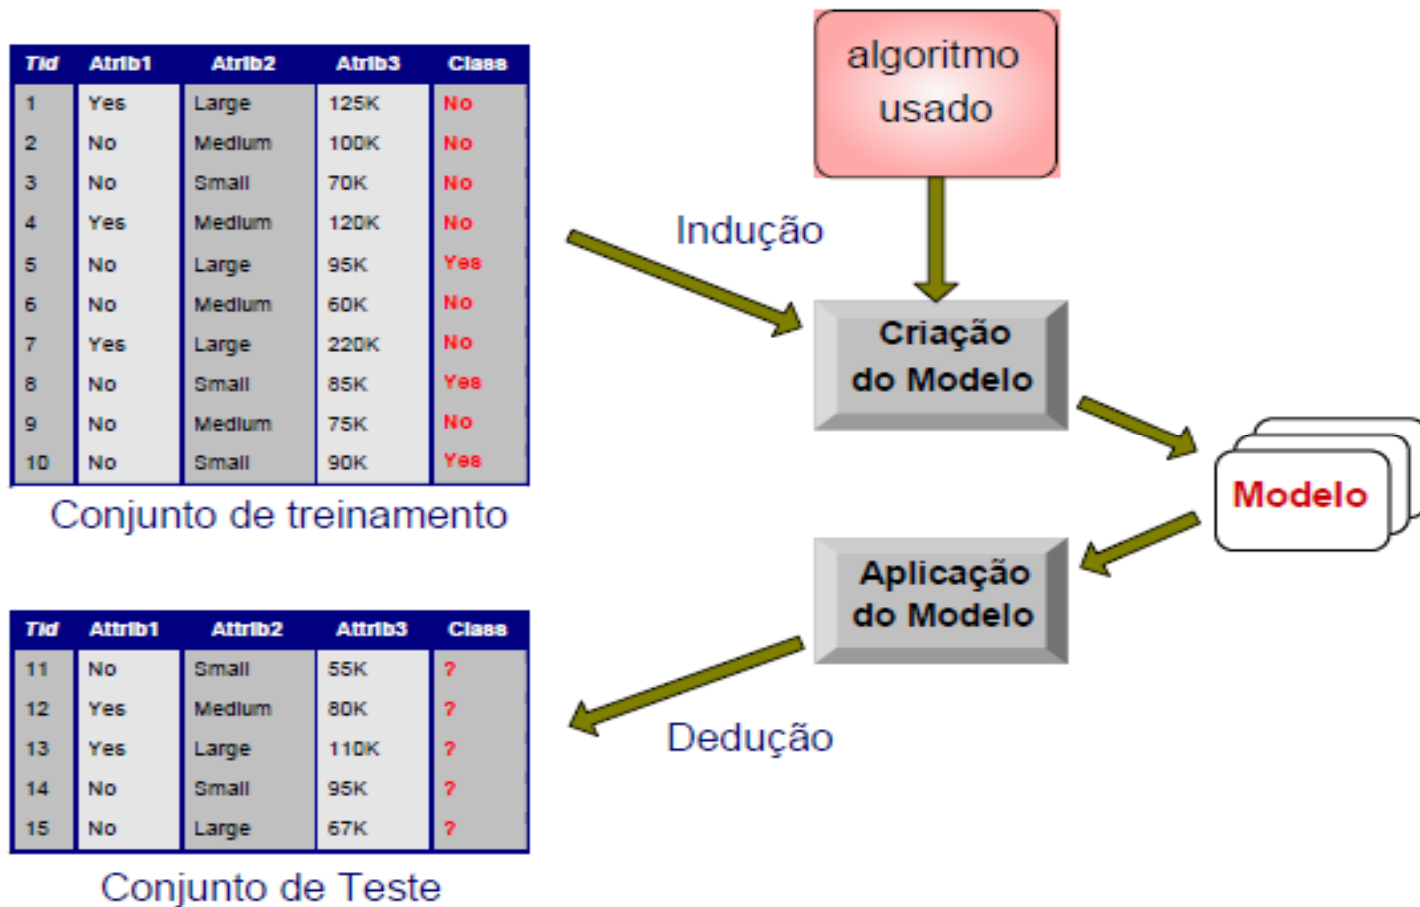 Tid Atrib1 Atrib2 Atrib3 Class
1 Yes Large 125K No
2 No Medium 100K No
3 No Small 70K No
4 Yes Medium 120K No
5 No Large 95K Yes
6 No Medium 60K No
7 Yes Large 220K No
8 No Small 85K Yes
9 No Medium 75K No
10 No Small 90K Yes
Conjunto de treinamento
algoritmo
usado
Indução
Criação
do Modelo
Modelo
Aplicação
do Modelo
Dedução
Tid Attrib1 Attrib2 Attrib3 Class
11 No Small 55K ?
12 Yes Medium 80K ?
13 Yes Large 110K ?
14 No Small 95K ?
15 No Large 67K ?
Conjunto de Teste